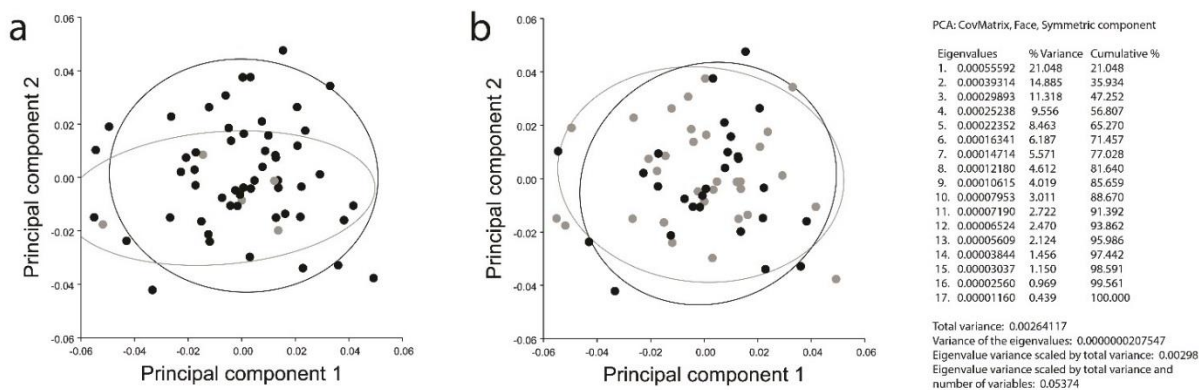 a
0.06
0.04
0.02
0.00
-0.02
-0.04
-0.06
Principal component 2
-0.06
-0.04
-0.02
0.00
0.02
0.04
0.06
Principal component 1
b
0.06
0.04
0.02
0.00
-0.02
-0.04
-0.06
Principal component 2
-0.06
-0.04
-0.02
0.00
0.02
0.04
0.06
Principal component 1
PCA: CovMatrix, Face, Symmetric component
Eigenvalues % Variance Cumulative %
1. 0.00055592 21.048 21.048
2. 0.00039314 14.885 35.934
3. 0.00029893 11.318 47.252
4. 0.00025238 9.556 56.807
5. 0.00022352 8.463 65.270
6. 0.00016341 6.187 71.457
7. 0.00014714 5.571 77.028
8. 0.00012180 4.612 81.640
9. 0.00010615 4.019 85.659
10. 0.00007953 3.011 88.670
11. 0.00007190 2.722 91.392
12. 0.00006524 2.470 93.862
13. 0.00005609 2.124 95.986
14. 0.00003844 1.456 97.442
15. 0.00003037 1.150 98.591
16. 0.00002560 0.969 99.561
17. 0.00001160 0.439 100.000
Total variance: 0.00264117
Variance of the eigenvalues: 0.0000000207547
Eigenvalue variance scaled by total variance: 0.00298
Eigenvalue variance scaled by total variance and
number of variables: 0.05374